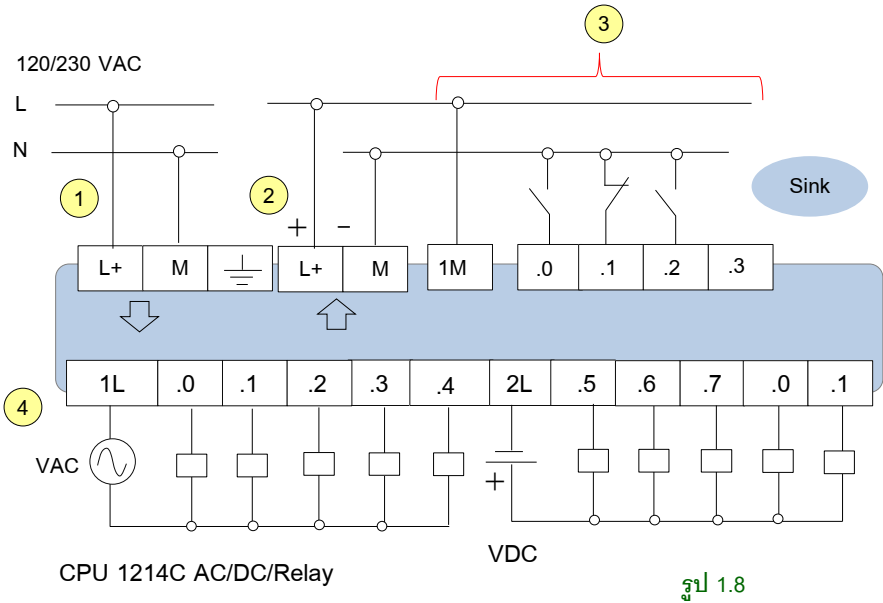 3
120/230 VAC
L
N
1
2
Sink
+ −
L+ M L+ M 1M .0 .1 .2 .3
1L .0 .1 .2 .3 .4 2L .5 .6 .7 .0 .1
4
VAC
+
VDC
CPU 1214C AC/DC/Relay
รูป 1.8